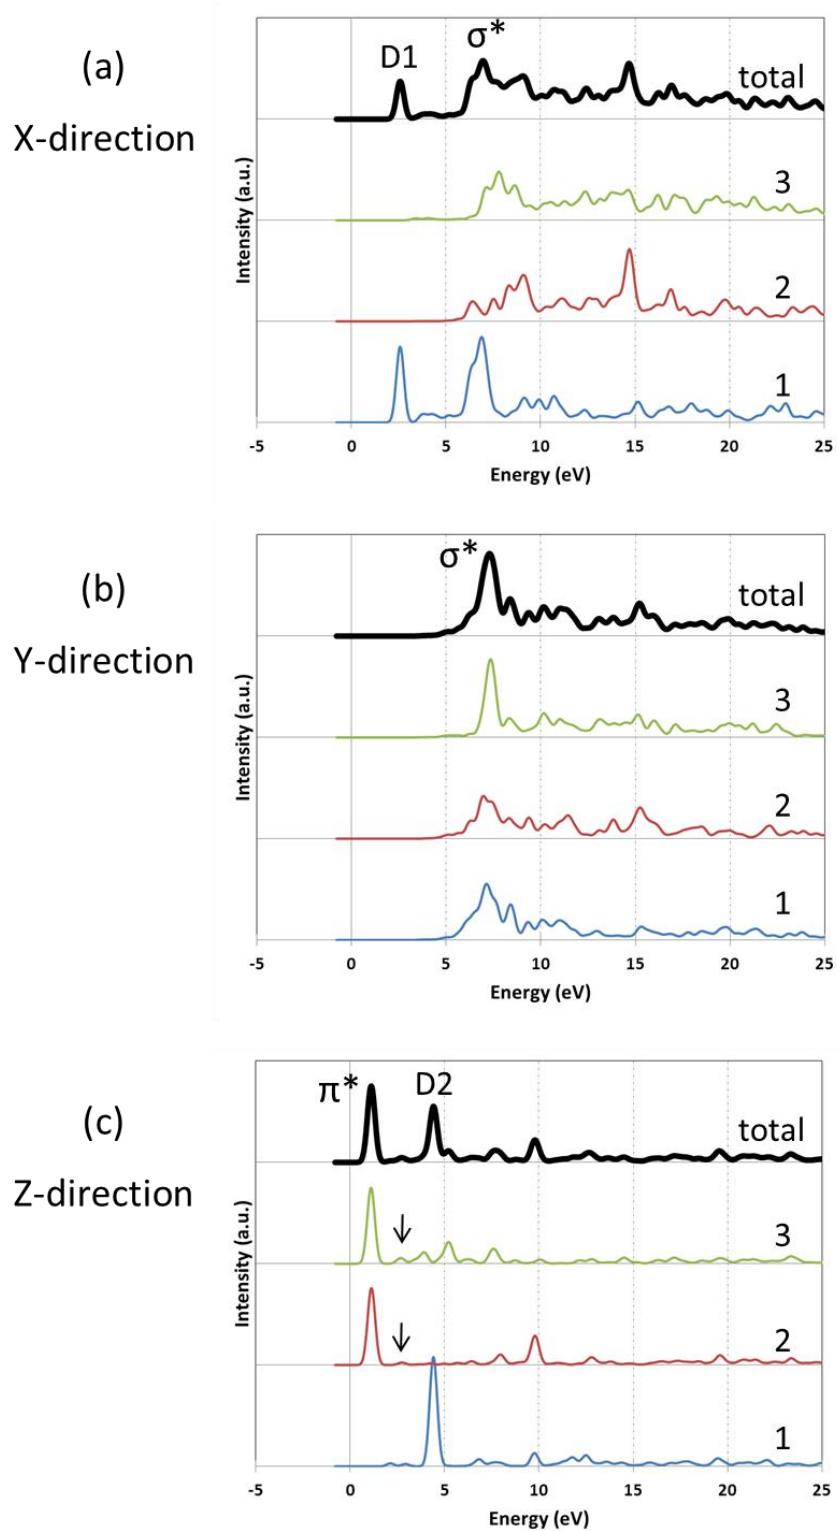 (a)
X-direction
D1
σ*
total
3
2
1
Intensity (a.u.)
-5 0 5 10 15 20 25
Energy (eV)
(b)
Y-direction
σ*
total
3
2
1
Intensity (a.u.)
-5 0 5 10 15 20 25
Energy (eV)
(c)
Z-direction
π*
D2
total
3
2
1
Intensity (a.u.)
-5 0 5 10 15 20 25
Energy (eV)